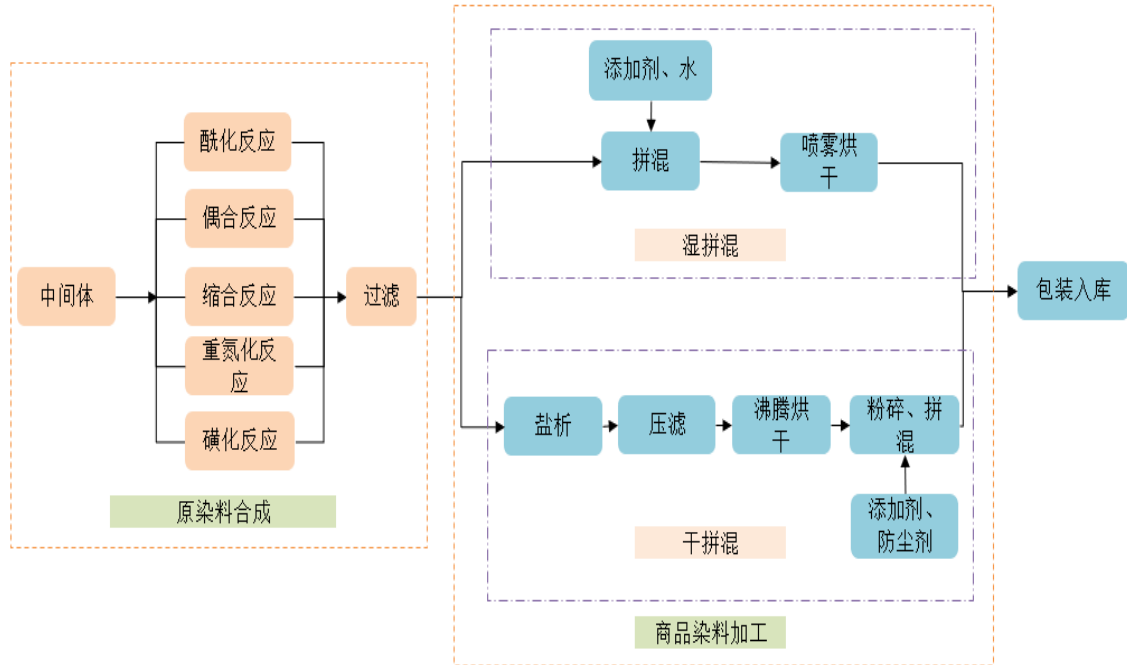 中间体
酰化反应
偶合反应
缩合反应
重氮化反
应
磺化反应
过滤
原染料合成
添加剂、水
拼混
喷雾烘
干
湿拼混
盐析
压滤
沸腾烘
干
粉碎、拼
混
添加剂、
防尘剂
干拼混
商品染料加工
包装入库